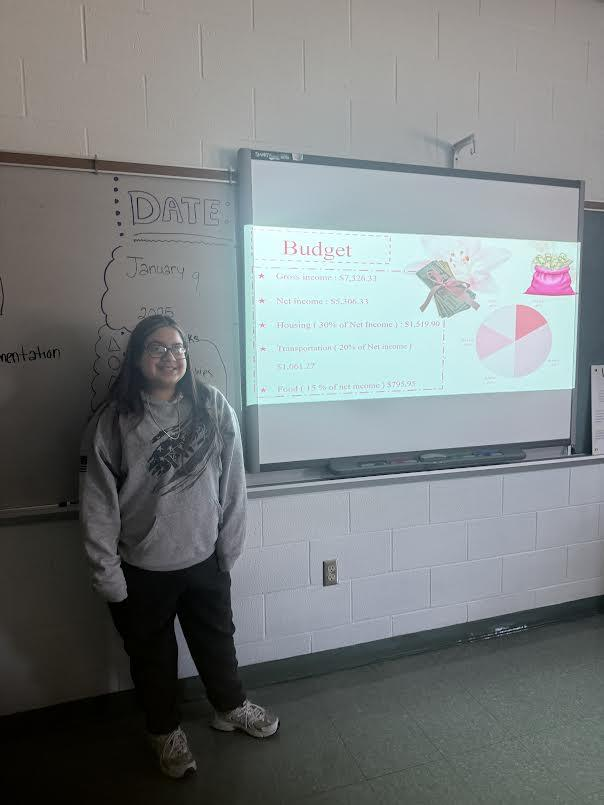 SMART
DATE:
January 9
2025
mentation
Budget
★ Gross income : $7,326.33
★ Net income : $5,306.33
★ Housing ( 30% of Net Income ) : $1,519.90
★ Transportation ( 20% of Net income )
$1,061.27
★ Food ( 15 % of net income ) $795.95